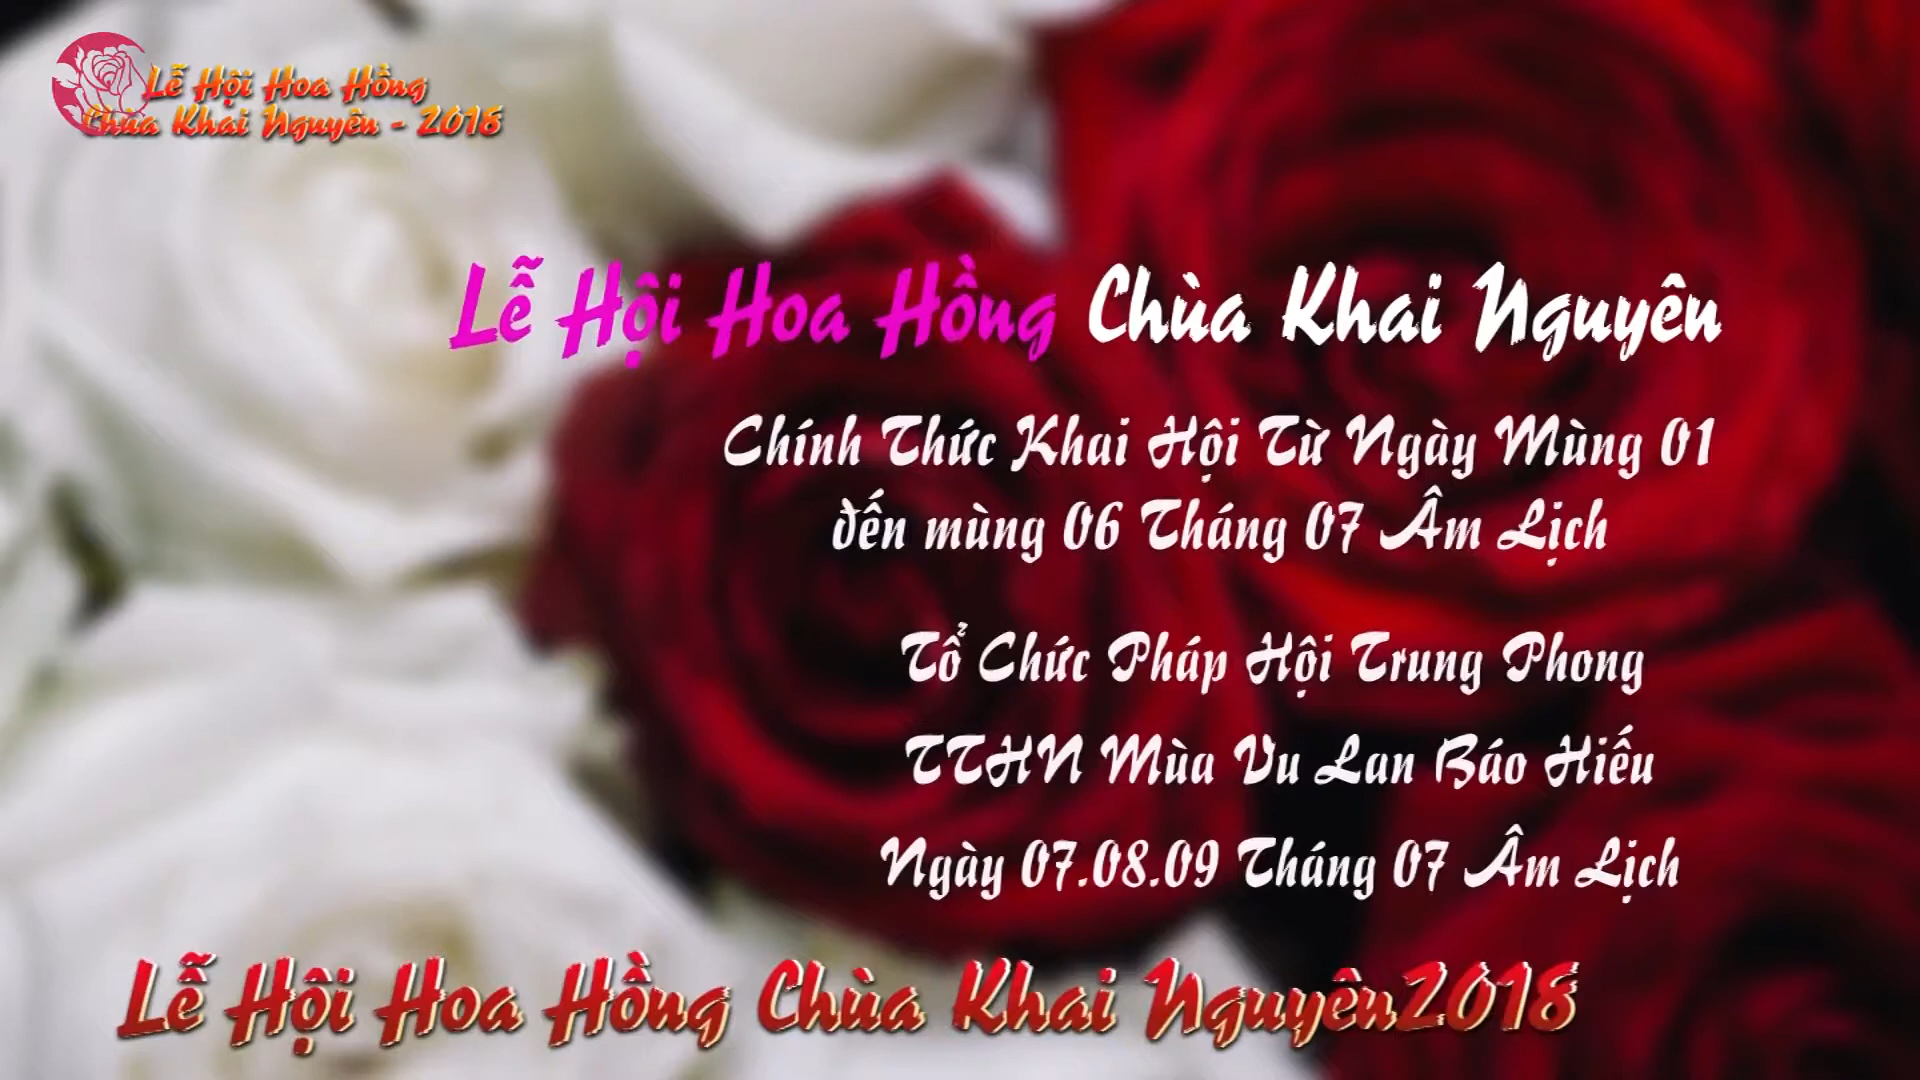 Lễ Hội Hoa Hồng
Chùa Khai Nguyên - 2018
Lễ Hội Hoa Hồng Chùa Khai Nguyên
Chính Thức Khai Hội Từ Ngày Mùng 01
đến mùng 06 Tháng 07 Âm Lịch
Tổ Chức Pháp Hội Trung Phong
TTHN Mùa Vu Lan Báo Hiếu
Ngày 07.08.09 Tháng 07 Âm Lịch
Lễ Hội Hoa Hồng Chùa Khai Nguyên2018